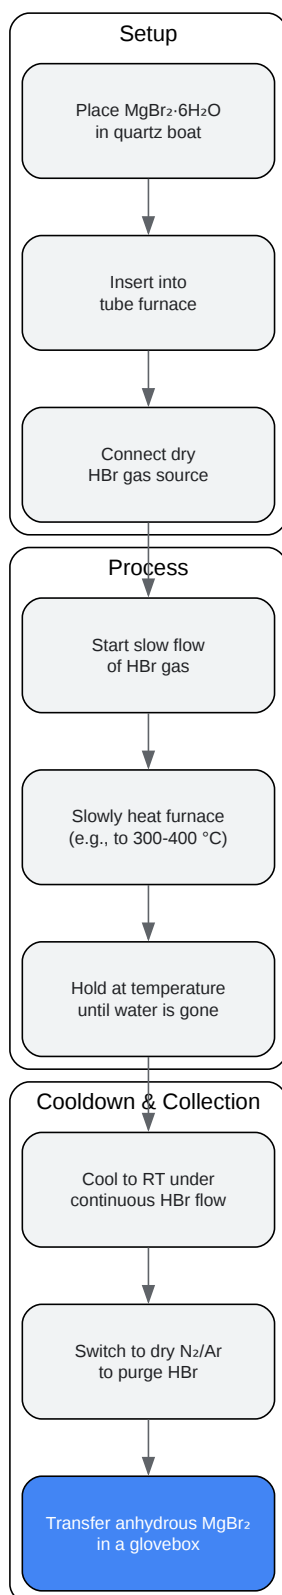 Setup
Place MgBr₂·6H₂O
in quartz boat
Insert into
tube furnace
Connect dry
HBr gas source
Process
Start slow flow
of HBr gas
Slowly heat furnace
(e.g., to 300-400 °C)
Hold at temperature
until water is gone
Cooldown & Collection
Cool to RT under
continuous HBr flow
Switch to dry N₂/Ar
to purge HBr
Transfer anhydrous MgBr₂
in a glovebox